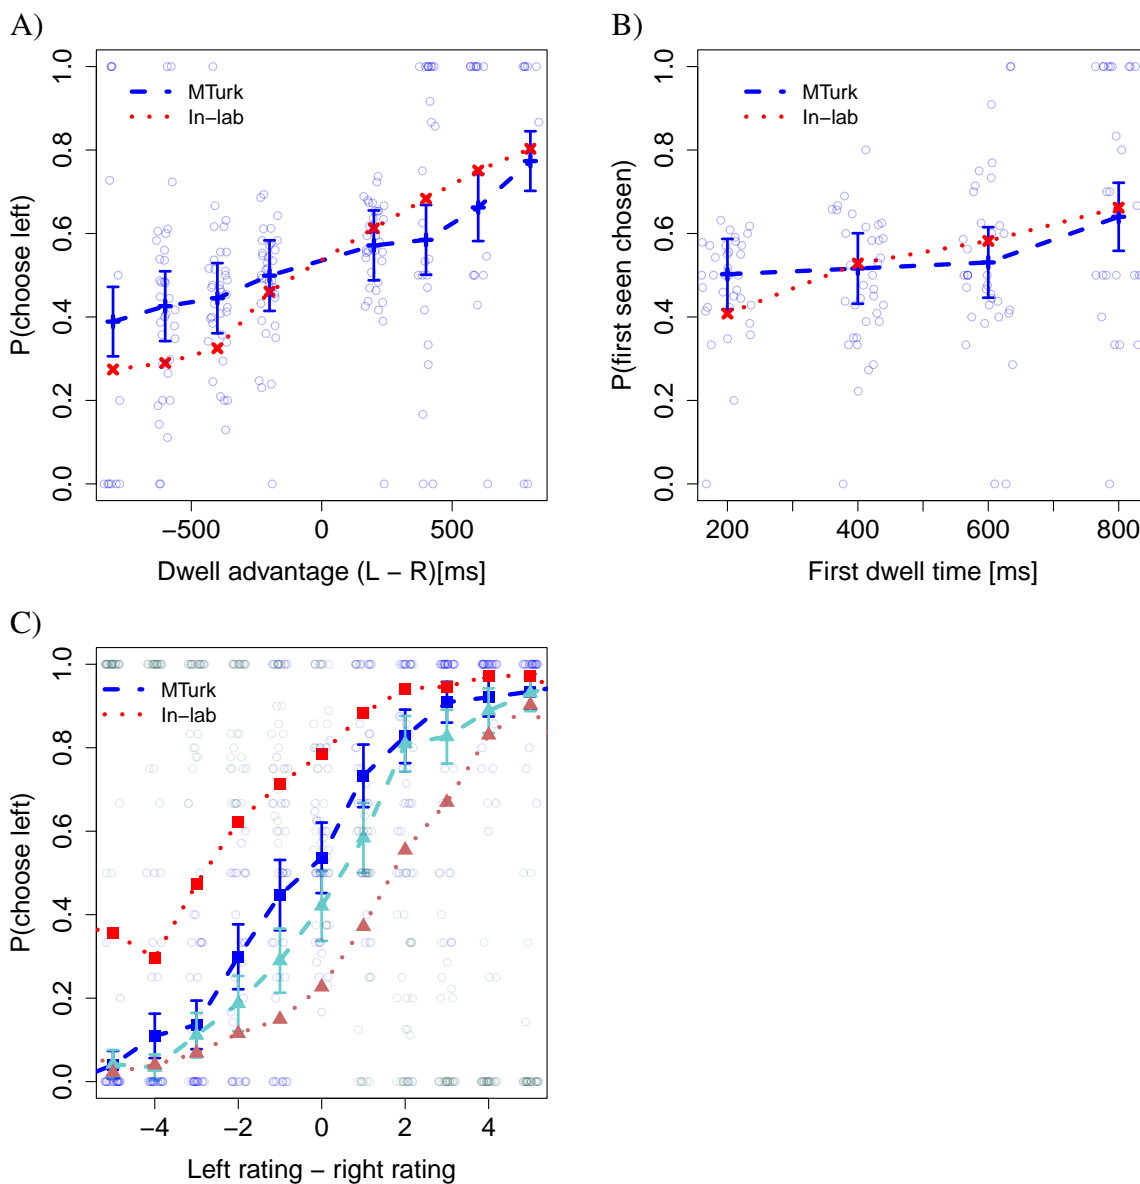 A)
P(choose left)
1.0
0.8
0.6
0.4
0.2
0.0
MTurk
In−lab
−500 0 500
Dwell advantage (L − R)[ms]
B)
P(first seen chosen)
1.0
0.8
0.6
0.4
0.2
0.0
MTurk
In−lab
200 400 600 800
First dwell time [ms]
C)
P(choose left)
1.0
0.8
0.6
0.4
0.2
0.0
MTurk
In−lab
−4 −2 0 2 4
Left rating − right rating